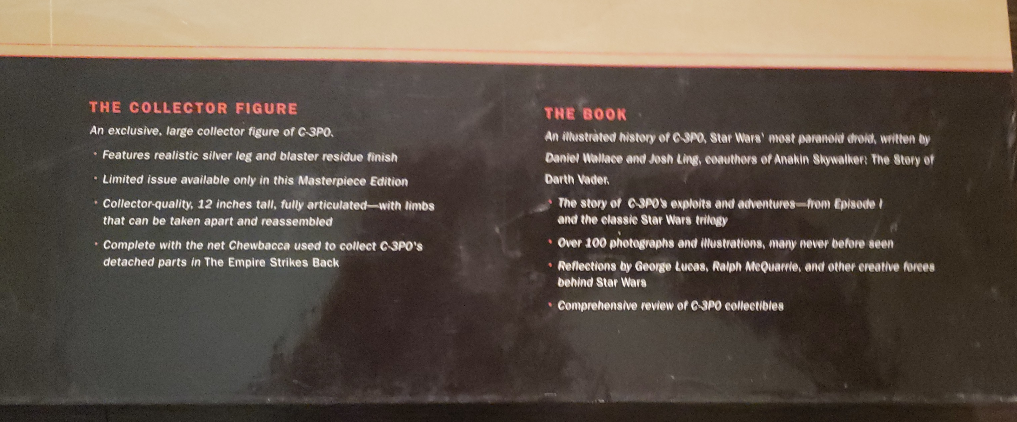 THE COLLECTOR FIGURE
An exclusive, large collector figure of C-3PO.
· Features realistic silver leg and blaster residue finish
· Limited issue available only in this Masterpiece Edition
· Collector-quality, 12 inches tall, fully articulated—with limbs
that can be taken apart and reassembled
· Complete with the net Chewbacca used to collect C-3PO's
detached parts in The Empire Strikes Back
THE BOOK
An illustrated history of C-3PO, Star Wars' most paranoid droid, written by
Daniel Wallace and Josh Ling, coauthors of Anakin Skywalker: The Story of
Darth Vader.
· The story of C-3PO's exploits and adventures—from Episode I
and the classic Star Wars trilogy
· Over 100 photographs and illustrations, many never before seen
· Reflections by George Lucas, Ralph McQuarrie, and other creative forces
behind Star Wars
· Comprehensive review of C-3PO collectibles